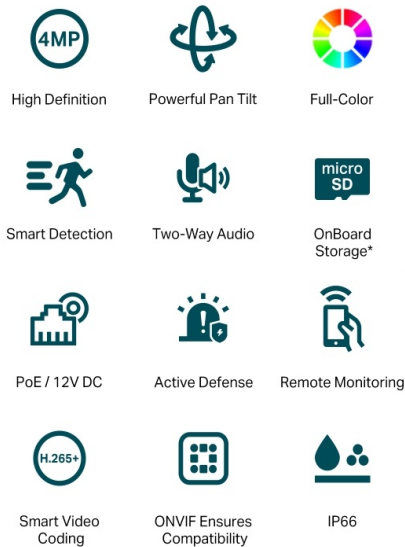 4MP
High Definition
Powerful Pan Tilt
Full-Color
Smart Detection
Two-Way Audio
micro
SD
OnBoard
Storage*
PoE / 12V DC
Active Defense
Remote Monitoring
H.265+
Smart Video
Coding
ONVIF Ensures
Compatibility
IP66